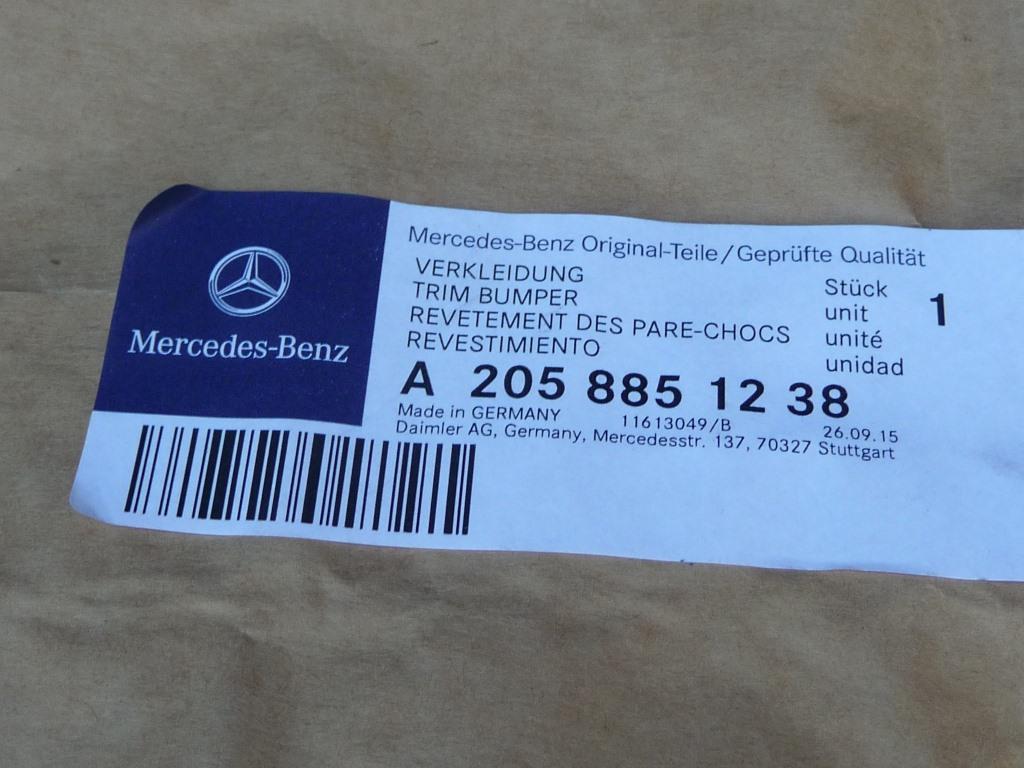 Mercedes-Benz
Mercedes-Benz Original-Teile/Geprüfte Qualität
VERKLEIDUNG
TRIM BUMPER
REVETEMENT DES PARE-CHOCS
REVESTIMIENTO
Stück
unit
unité
unidad
1
A 205 885 12 38
Made in GERMANY 11613049/B 26.09.15
Daimler AG, Germany, Mercedesstr. 137, 70327 Stuttgart